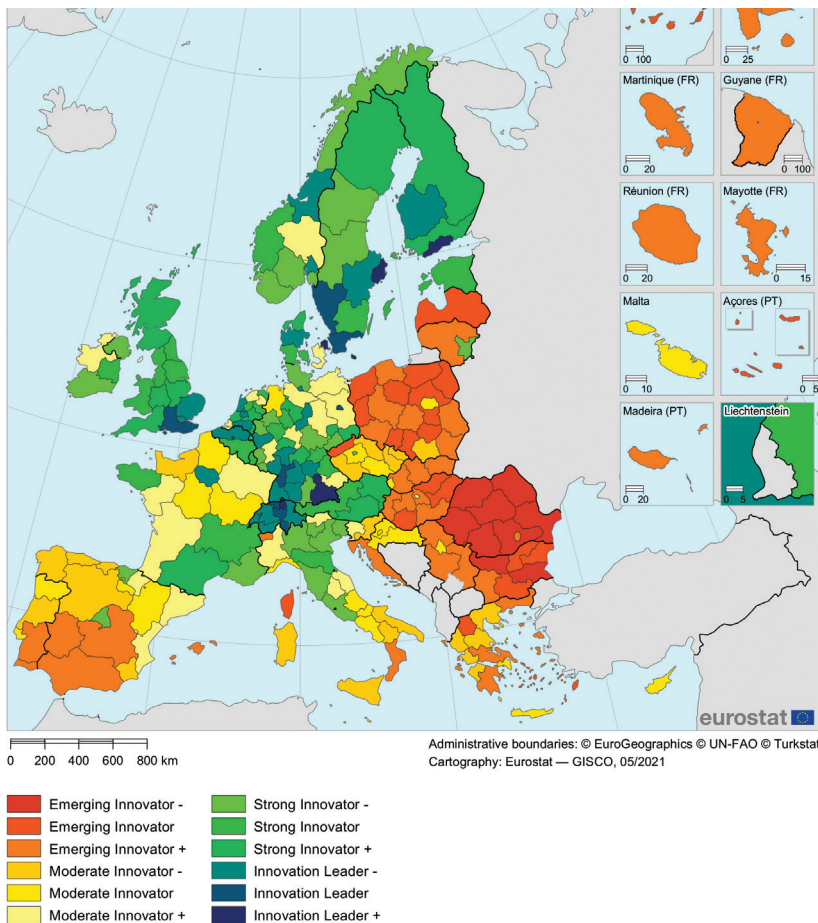 0 100
0 25
Martinique (FR)
0 20
Guyane (FR)
0 100
Réunion (FR)
0 20
Mayotte (FR)
0 15
Malta
0 10
Açores (PT)
0 5
Madeira (PT)
0 20
Liechtenstein
0 5
eurostat
0 200 400 600 800 km
Administrative boundaries: © EuroGeographics © UN-FAO © Turkstat
Cartography: Eurostat — GISCO, 05/2021
Emerging Innovator -
Emerging Innovator
Emerging Innovator +
Moderate Innovator -
Moderate Innovator
Moderate Innovator +
Strong Innovator -
Strong Innovator
Strong Innovator +
Innovation Leader -
Innovation Leader
Innovation Leader +